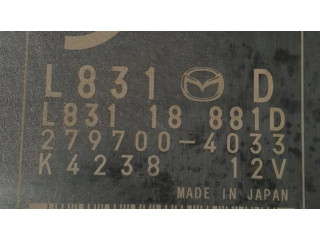 L831 D
L831 18 881D
279700-4033
K4238 12V
MADE IN JAPAN